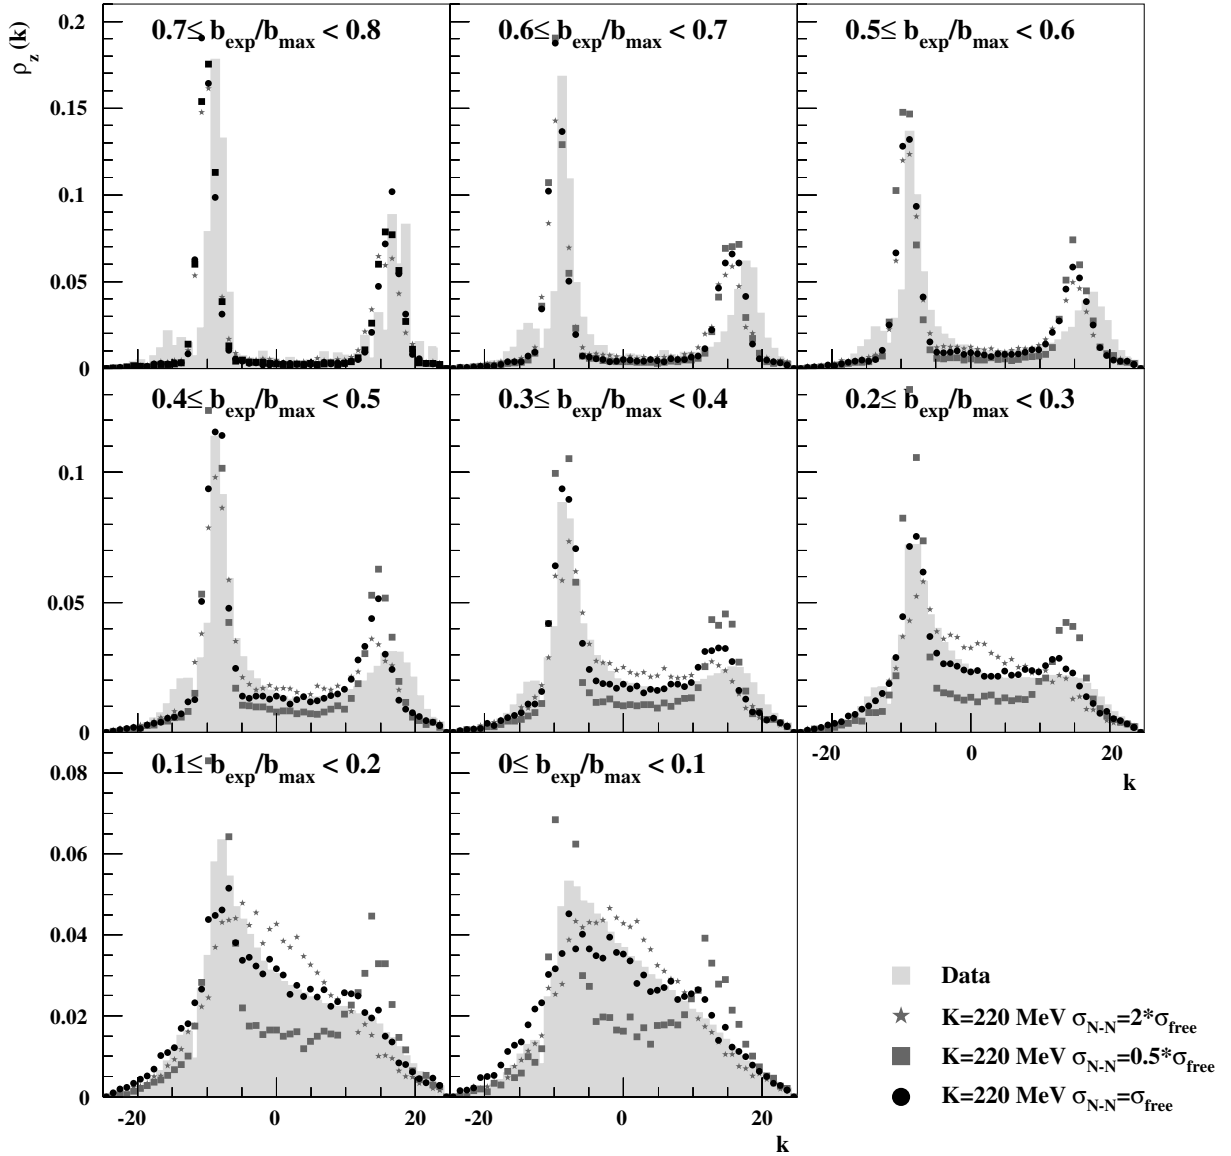 ρz (k)
0.2
0.15
0.1
0.05
0
0.7≤ bexp/bmax < 0.8
0.6≤ bexp/bmax < 0.7
0.5≤ bexp/bmax < 0.6
0.1
0.05
0
0.4≤ bexp/bmax < 0.5
0.3≤ bexp/bmax < 0.4
0.2≤ bexp/bmax < 0.3
-20 0 20
k
0.08
0.06
0.04
0.02
0
0.1≤ bexp/bmax < 0.2
0≤ bexp/bmax < 0.1
-20 0 20
-20 0 20
k
Data
K=220 MeV σN-N=2*σfree
K=220 MeV σN-N=0.5*σfree
K=220 MeV σN-N=σfree